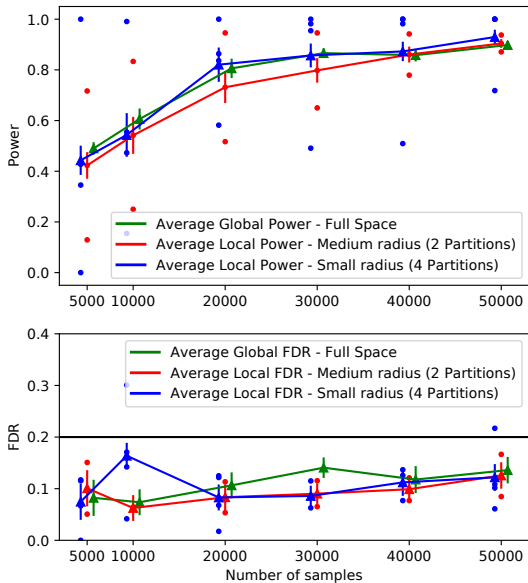 1.0
0.8
0.6
0.4
0.2
0.0
Power
Average Global Power - Full Space
Average Local Power - Medium radius (2 Partitions)
Average Local Power - Small radius (4 Partitions)
5000 10000 20000 30000 40000 50000
0.4
0.3
0.2
0.1
0.0
FDR
Average Global FDR - Full Space
Average Local FDR - Medium radius (2 Partitions)
Average Local FDR - Small radius (4 Partitions)
5000 10000 20000 30000 40000 50000
Number of samples